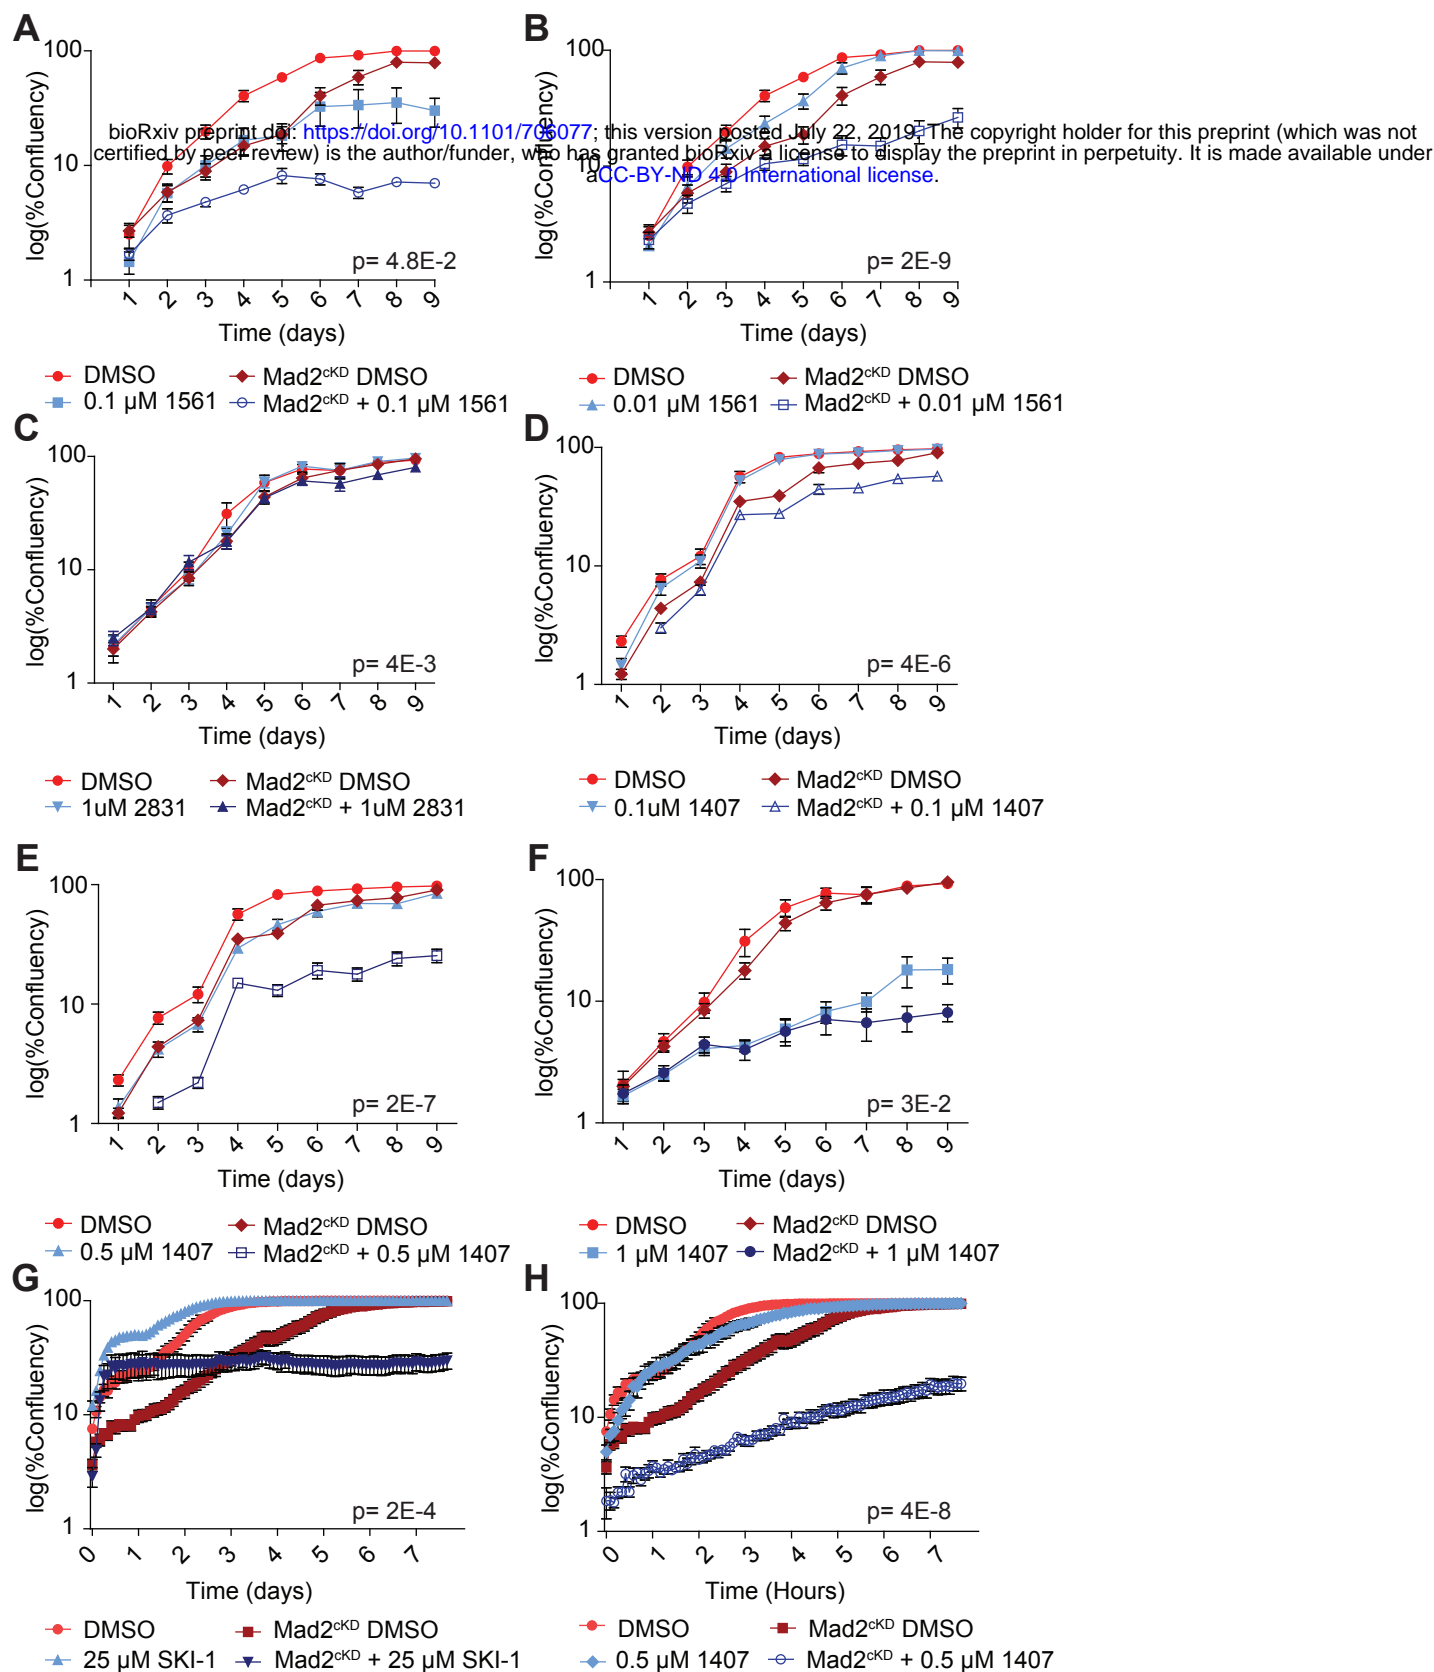 A
B
100
100
log(%Confluency)
log(%Confluency)
bioRxiv preprint doi: https://doi.org/10.1101/706077; this version posted July 22, 2019. The copyright holder for this preprint (which was not
certified by peer review) is the author/funder, who has granted bioRxiv a license to display the preprint in perpetuity. It is made available under
aCC-BY-ND 4.0 International license.
10
10
p= 4.8E-2
p= 2E-9
1
1
1 2 3 4 5 6 7 8 9
1 2 3 4 5 6 7 8 9
Time (days)
Time (days)
DMSO
Mad2cKD DMSO
0.1 µM 1561
Mad2cKD + 0.1 µM 1561
DMSO
Mad2cKD DMSO
0.01 µM 1561
Mad2cKD + 0.01 µM 1561
C
D
100
100
log(%Confluency)
log(%Confluency)
10
10
p= 4E-3
p= 4E-6
1
1
1 2 3 4 5 6 7 8 9
1 2 3 4 5 6 7 8 9
Time (days)
Time (days)
DMSO
Mad2cKD DMSO
1uM 2831
Mad2cKD + 1uM 2831
DMSO
Mad2cKD DMSO
0.1uM 1407
Mad2cKD + 0.1 µM 1407
E
F
100
100
log(%Confluency)
log(%Confluency)
10
10
p= 2E-7
p= 3E-2
1
1
1 2 3 4 5 6 7 8 9
1 2 3 4 5 6 7 8 9
Time (days)
Time (days)
DMSO
Mad2cKD DMSO
0.5 µM 1407
Mad2cKD + 0.5 µM 1407
DMSO
Mad2cKD DMSO
1 µM 1407
Mad2cKD + 1 µM 1407
G
H
100
100
log(%Confluency)
log(%Confluency)
10
10
p= 2E-4
p= 4E-8
1
1
0 1 2 3 4 5 6 7
0 1 2 3 4 5 6 7
Time (days)
Time (Hours)
DMSO
Mad2cKD DMSO
25 µM SKI-1
Mad2cKD + 25 µM SKI-1
DMSO
Mad2cKD DMSO
0.5 µM 1407
Mad2cKD + 0.5 µM 1407